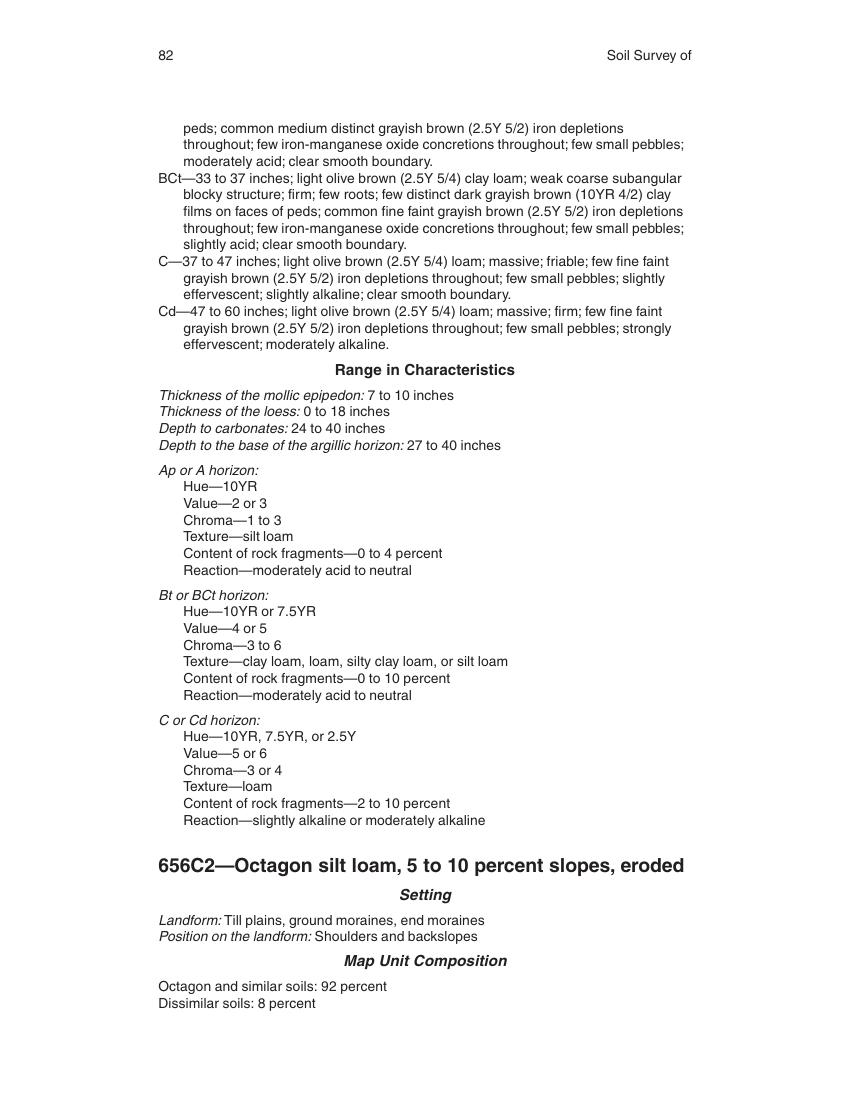 82
Soil Survey of
peds; common medium distinct grayish brown (2.5Y 5/2) iron depletions
throughout; few iron-manganese oxide concretions throughout; few small pebbles;
moderately acid; clear smooth boundary.
BCt—33 to 37 inches; light olive brown (2.5Y 5/4) clay loam; weak coarse subangular
blocky structure; firm; few roots; few distinct dark grayish brown (10YR 4/2) clay
films on faces of peds; common fine faint grayish brown (2.5Y 5/2) iron depletions
throughout; few iron-manganese oxide concretions throughout; few small pebbles;
slightly acid; clear smooth boundary.
C—37 to 47 inches; light olive brown (2.5Y 5/4) loam; massive; friable; few fine faint
grayish brown (2.5Y 5/2) iron depletions throughout; few small pebbles; slightly
effervescent; slightly alkaline; clear smooth boundary.
Cd—47 to 60 inches; light olive brown (2.5Y 5/4) loam; massive; firm; few fine faint
grayish brown (2.5Y 5/2) iron depletions throughout; few small pebbles; strongly
effervescent; moderately alkaline.
Range in Characteristics
Thickness of the mollic epipedon: 7 to 10 inches
Thickness of the loess: 0 to 18 inches
Depth to carbonates: 24 to 40 inches
Depth to the base of the argillic horizon: 27 to 40 inches
Ap or A horizon:
Hue—10YR
Value—2 or 3
Chroma—1 to 3
Texture—silt loam
Content of rock fragments—0 to 4 percent
Reaction—moderately acid to neutral
Bt or BCt horizon:
Hue—10YR or 7.5YR
Value—4 or 5
Chroma—3 to 6
Texture—clay loam, loam, silty clay loam, or silt loam
Content of rock fragments—0 to 10 percent
Reaction—moderately acid to neutral
C or Cd horizon:
Hue—10YR, 7.5YR, or 2.5Y
Value—5 or 6
Chroma—3 or 4
Texture—loam
Content of rock fragments—2 to 10 percent
Reaction—slightly alkaline or moderately alkaline
656C2—Octagon silt loam, 5 to 10 percent slopes, eroded
Setting
Landform: Till plains, ground moraines, end moraines
Position on the landform: Shoulders and backslopes
Map Unit Composition
Octagon and similar soils: 92 percent
Dissimilar soils: 8 percent